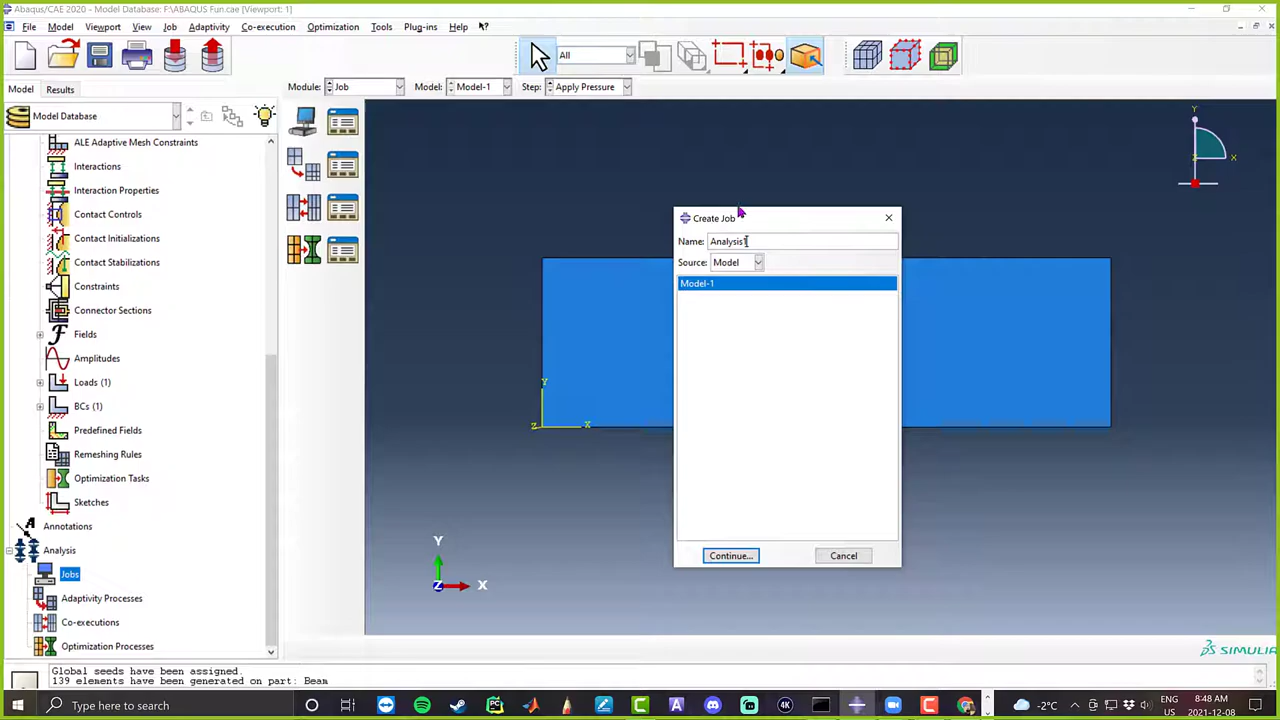 Abaqus/CAE 2020 - Model Database: F:\ABAQUS Fun.cae [Viewport: 1]
File Model Viewport View Job Adaptivity Co-execution Optimization Tools Plug-ins Help
All
Model Results
Module: Job Model: Model-1 Step: Apply Pressure
Model Database
ALE Adaptive Mesh Constraints
Interactions
Interaction Properties
Contact Controls
Contact Initializations
Contact Stabilizations
Constraints
Connector Sections
Fields
Amplitudes
Loads (1)
BCs (1)
Predefined Fields
Remeshing Rules
Optimization Tasks
Sketches
Annotations
Analysis
Jobs
Adaptivity Processes
Co-executions
Optimization Processes
Y
X
Z
Create Job
Name: Analysis
Source: Model
Model-1
Continue... Cancel
Y
Z X
Y
Z X
SIMULIA
Global seeds have been assigned.
139 elements have been generated on part: Beam
Type here to search
-2°C
ENG
US
8:48 AM
2021-12-08